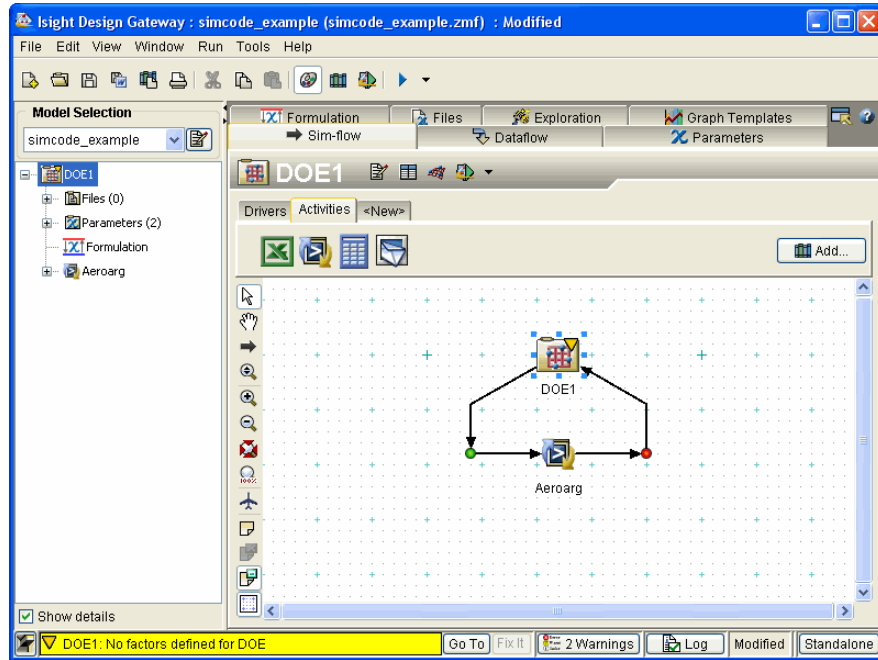 Isight Design Gateway : simcode_example (simcode_example.zmf) : Modified
File Edit View Window Run Tools Help
Model Selection
simcode_example
DOE1
Files (0)
Parameters (2)
Formulation
Aeroarg
Show details
Formulation Files Exploration Graph Templates
Sim-flow Dataflow Parameters
DOE1
Drivers Activities <New>
Add...
100%
DOE1
Aeroarg
DOE1: No factors defined for DOE Go To Fix It 2 Warnings Log Modified Standalone